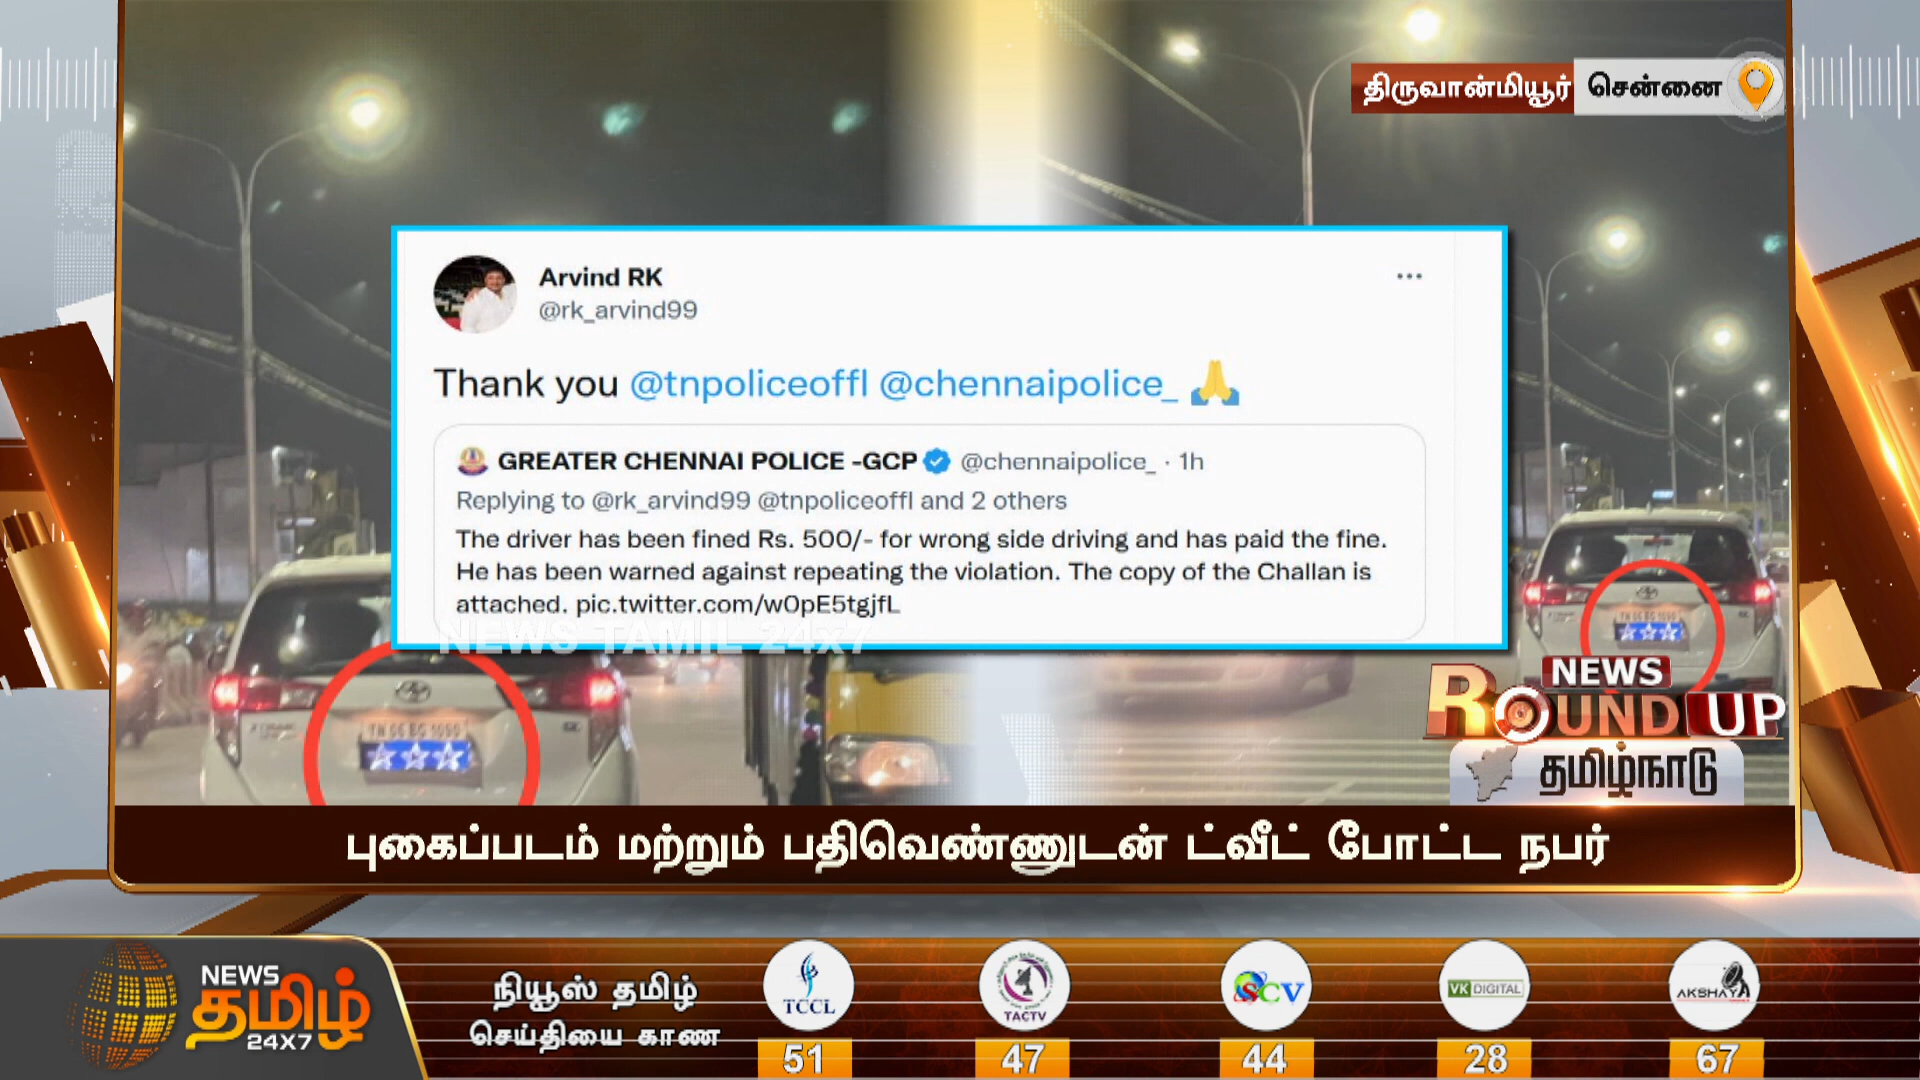 திருவான்மியூர் சென்னை
Arvind RK
@rk_arvind99
Thank you @tnpoliceoffl @chennaipolice_ 🙏
GREATER CHENNAI POLICE -GCP @chennaipolice_ · 1h
Replying to @rk_arvind99 @tnpoliceoffl and 2 others
The driver has been fined Rs. 500/- for wrong side driving and has paid the fine.
He has been warned against repeating the violation. The copy of the Challan is
attached. pic.twitter.com/w0pE5tgjfL
NEWS TAMIL 24x7
NEWS
ROUND UP
தமிழ்நாடு
புகைப்படம் மற்றும் பதிவெண்ணுடன் ட்வீட் போட்ட நபர்
NEWS
தமிழ்
24X7
நியூஸ் தமிழ்
செய்தியை காண
TCCL
51
TACTV
47
SCV
44
VK DIGITAL
28
AKSHAYA
67